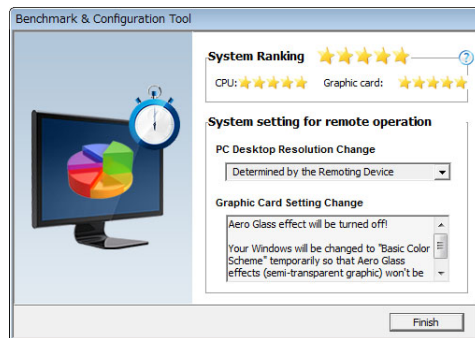 Benchmark & Configuration Tool
System Ranking
?
CPU:
Graphic card:
System setting for remote operation
PC Desktop Resolution Change
Determined by the Remoting Device
Graphic Card Setting Change
Aero Glass effect will be turned off!
Your Windows will be changed to "Basic Color
Scheme" temporarily so that Aero Glass
effects (semi-transparent graphic) won't be
Finish